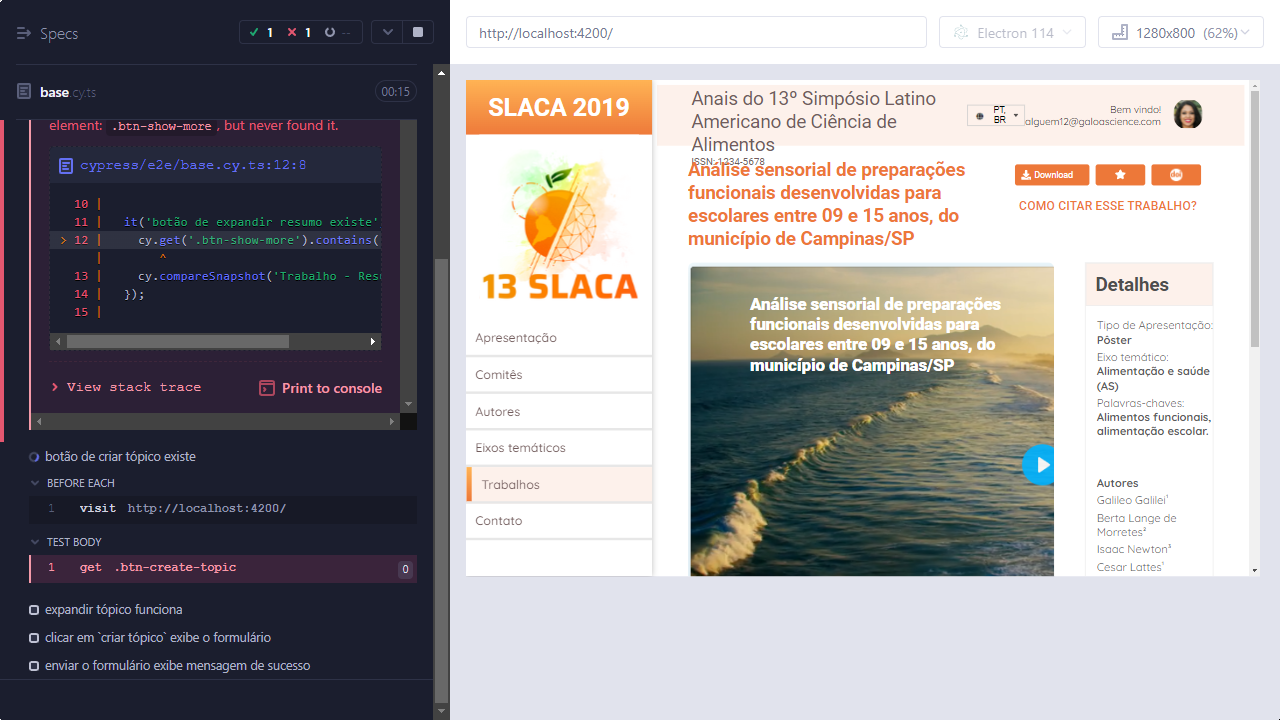 Specs
1
1
--
base.cy.ts
00:15
element: .btn-show-more , but never found it.
cypress/e2e/base.cy.ts:12:8
10 |
11 | it('botão de expandir resumo existe'
> 12 | cy.get('.btn-show-more').contains(
| ^
13 | cy.compareSnapshot('Trabalho - Res
14 | });
15 |
> View stack trace
Print to console
botão de criar tópico existe
BEFORE EACH
1 visit http://localhost:4200/
TEST BODY
1 get .btn-create-topic 0
expandir tópico funciona
clicar em `criar tópico` exibe o formulário
enviar o formulário exibe mensagem de sucesso
http://localhost:4200/
Electron 114
1280x800 (62%)
SLACA 2019
13 SLACA
Apresentação
Comitês
Autores
Eixos temáticos
Trabalhos
Contato
Anais do 13º Simpósio Latino
Americano de Ciência de
Alimentos
ISSN: 1234-5678
PT,
BR
Bem vindo!
alguem12@galoascience.com
Análise sensorial de preparações
funcionais desenvolvidas para
escolares entre 09 e 15 anos, do
município de Campinas/SP
Download
doi
COMO CITAR ESSE TRABALHO?
Análise sensorial de preparações
funcionais desenvolvidas para
escolares entre 09 e 15 anos, do
município de Campinas/SP
Detalhes
Tipo de Apresentação:
Pôster
Eixo temático:
Alimentação e saúde
(AS)
Palavras-chaves:
Alimentos funcionais,
alimentação escolar.
Autores
Galileo Galilei¹
Berta Lange de
Morretes²
Isaac Newton³
Cesar Lattes¹